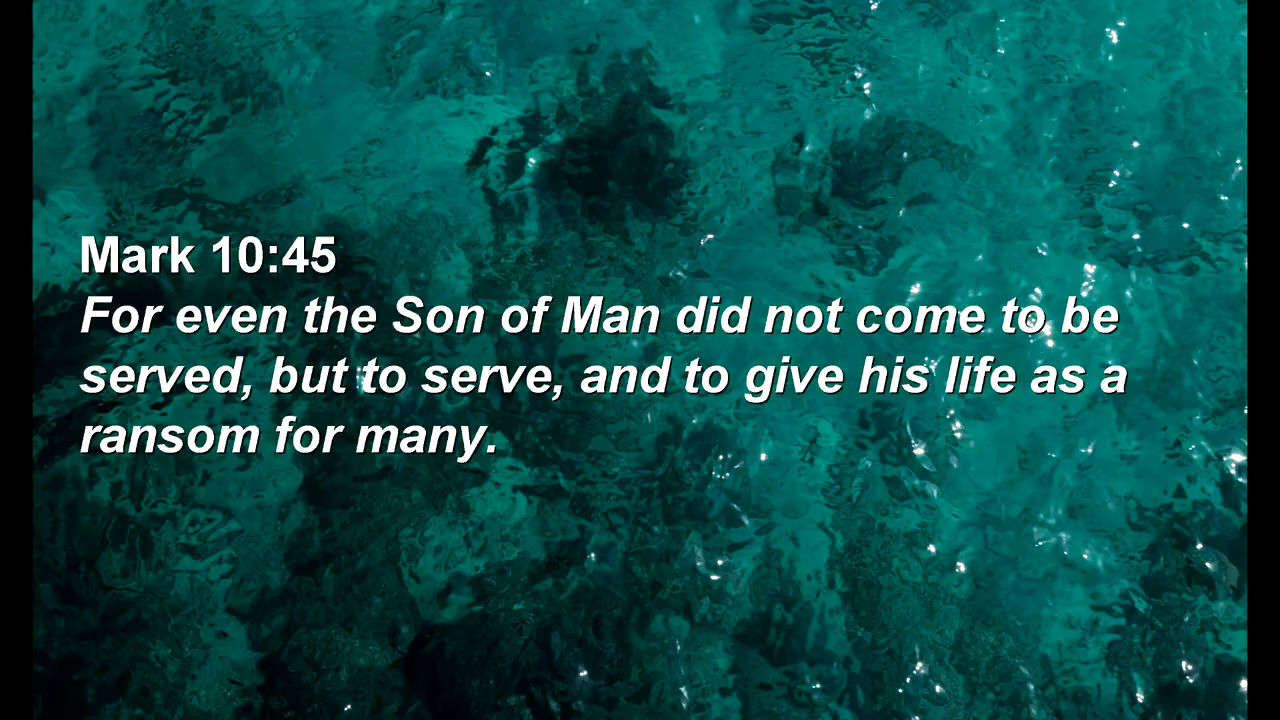 Mark 10:45
For even the Son of Man did not come to be
served, but to serve, and to give his life as a
ransom for many.